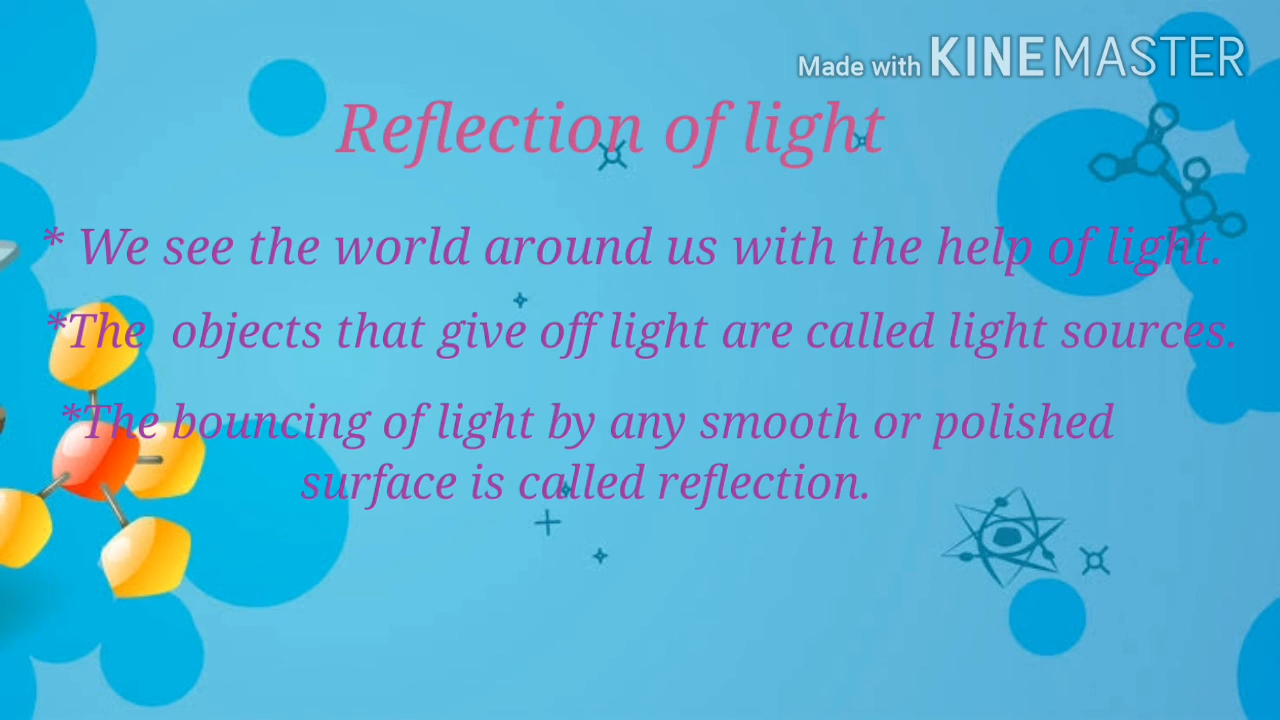 Made with KINEMASTER
Reflection of light
* We see the world around us with the help of light.
*The objects that give off light are called light sources.
*The bouncing of light by any smooth or polished
surface is called reflection.